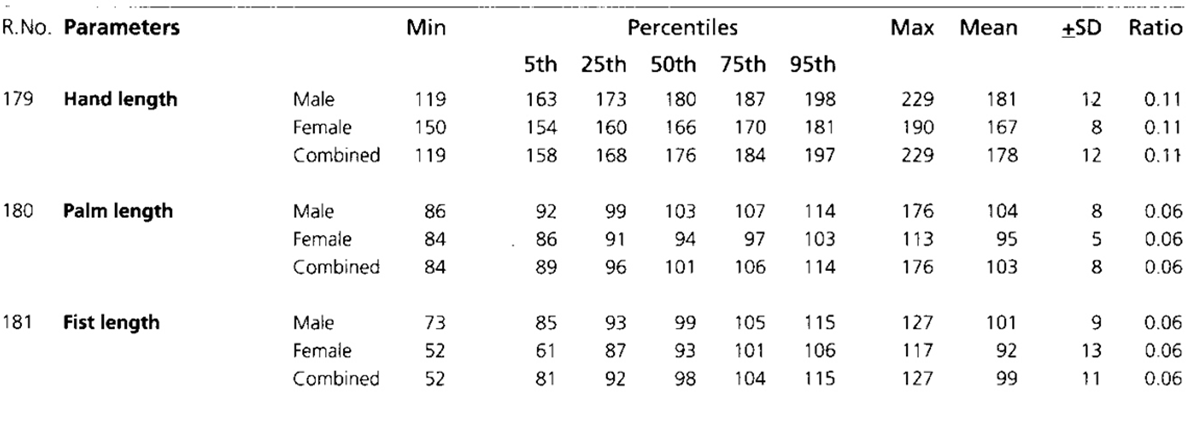 R.No. Parameters Min Percentiles Max Mean ±SD Ratio
5th 25th 50th 75th 95th
179 Hand length Male 119 163 173 180 187 198 229 181 12 0.11
Female 150 154 160 166 170 181 190 167 8 0.11
Combined 119 158 168 176 184 197 229 178 12 0.11
180 Palm length Male 86 92 99 103 107 114 176 104 8 0.06
Female 84 86 91 94 97 103 113 95 5 0.06
Combined 84 89 96 101 106 114 176 103 8 0.06
181 Fist length Male 73 85 93 99 105 115 127 101 9 0.06
Female 52 61 87 93 101 106 117 92 13 0.06
Combined 52 81 92 98 104 115 127 99 11 0.06